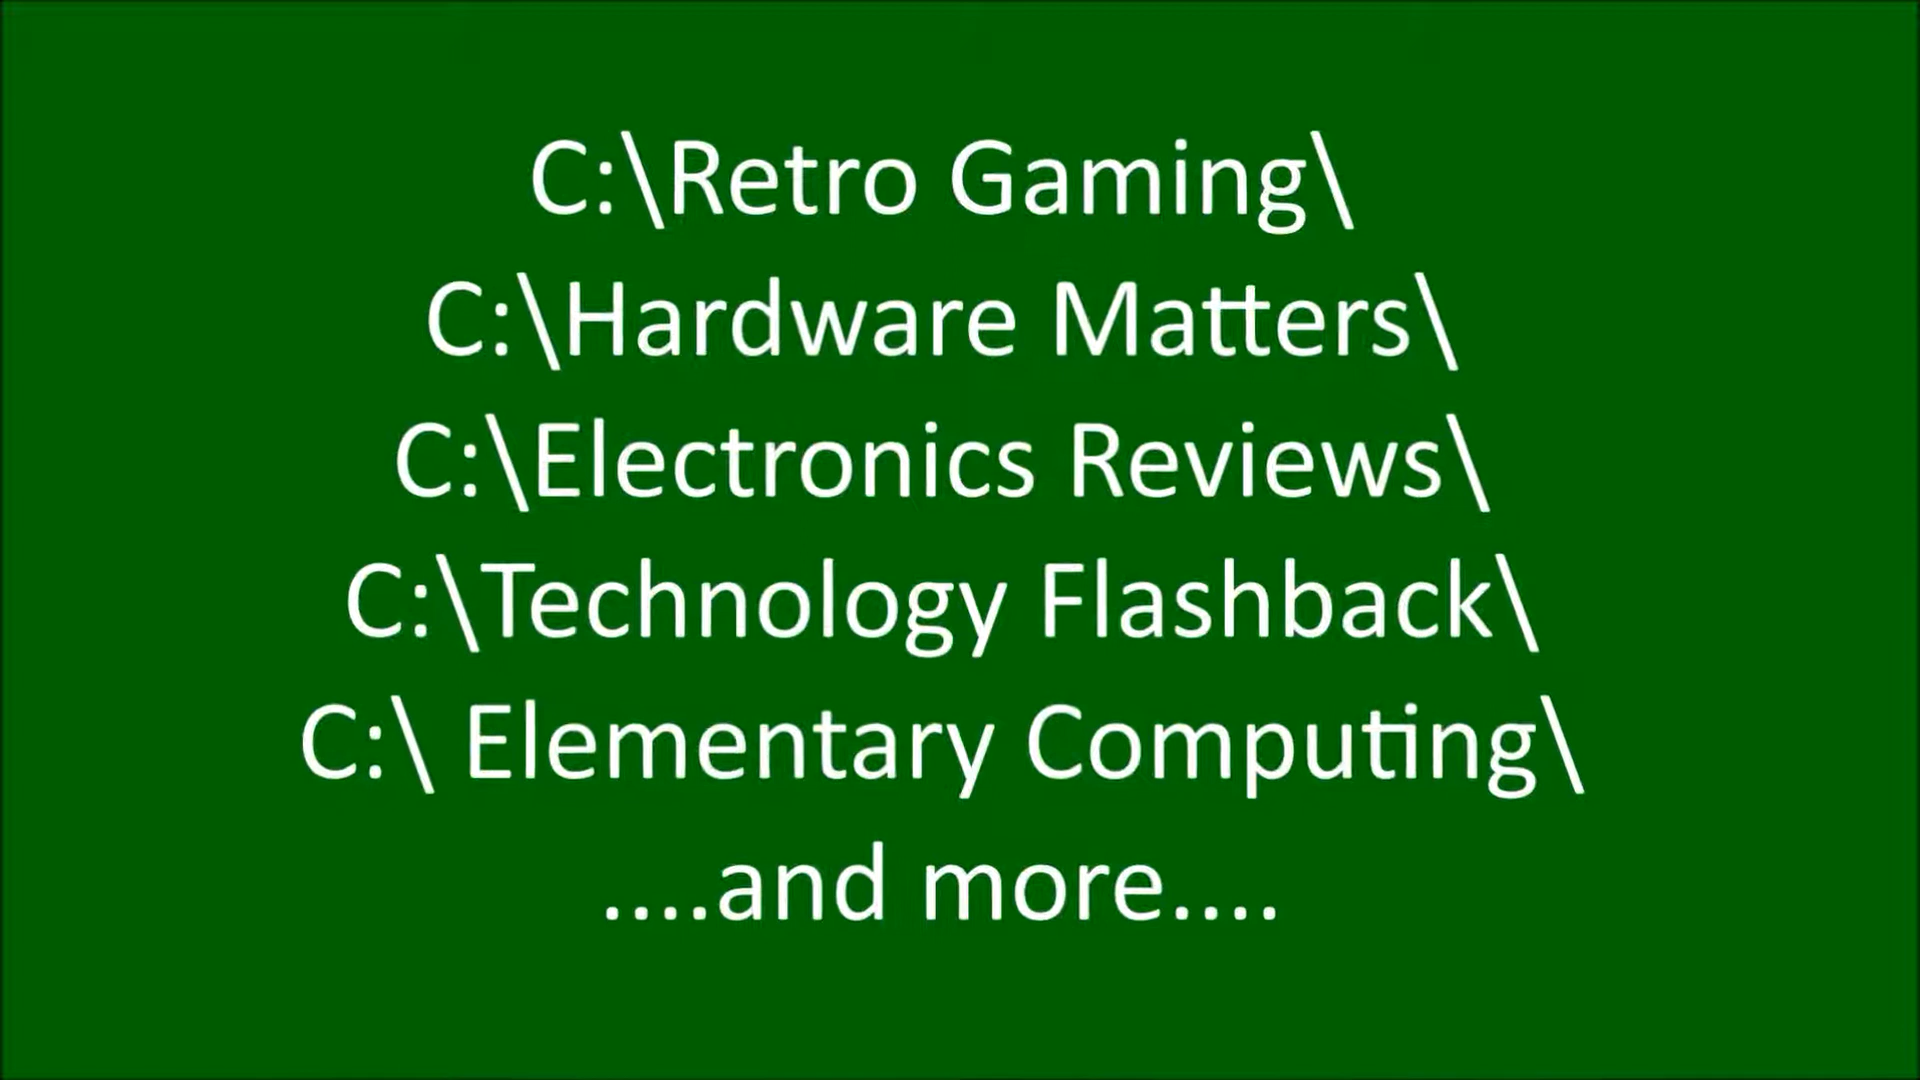 C:\Retro Gaming\
C:\Hardware Matters\
C:\Electronics Reviews\
C:\Technology Flashback\
C:\ Elementary Computing\
....and more....